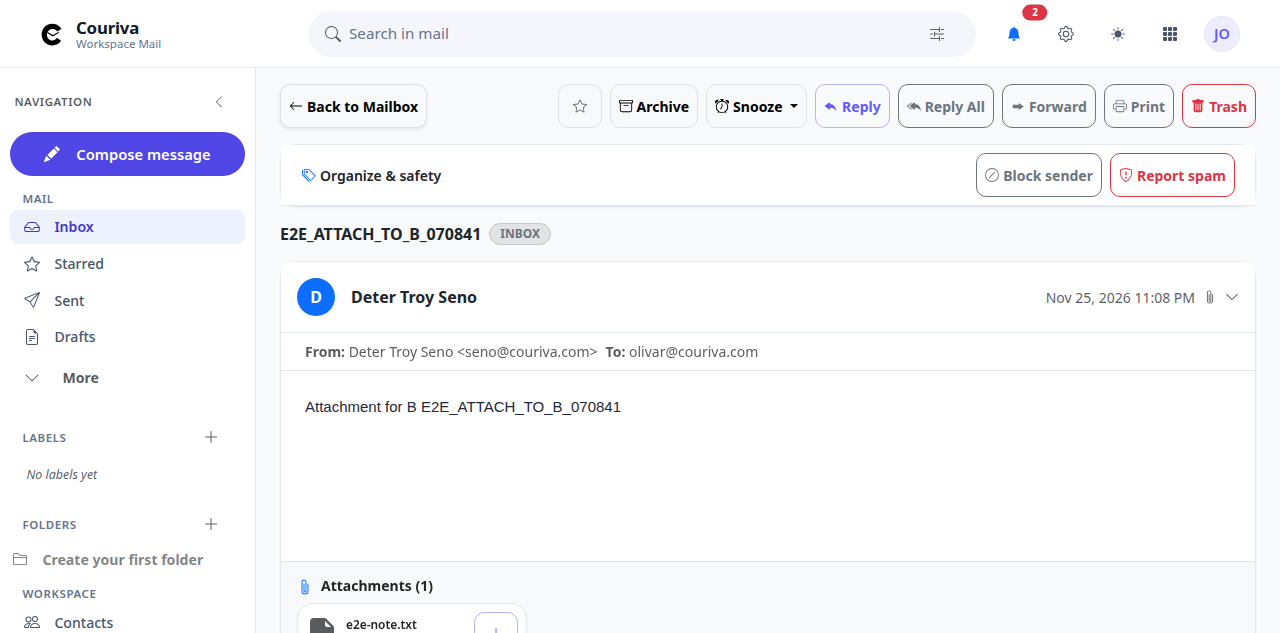 Couriva
Workspace Mail
Search in mail
2
JO
NAVIGATION
Compose message
MAIL
Inbox
Starred
Sent
Drafts
More
LABELS
No labels yet
FOLDERS
Create your first folder
WORKSPACE
Contacts
Back to Mailbox
Archive
Snooze
Reply
Reply All
Forward
Print
Trash
Organize & safety
Block sender
Report spam
E2E_ATTACH_TO_B_070841 INBOX
D
Deter Troy Seno
Nov 25, 2026 11:08 PM
From: Deter Troy Seno <seno@couriva.com> To: olivar@couriva.com
Attachment for B E2E_ATTACH_TO_B_070841
Attachments (1)
e2e-note.txt